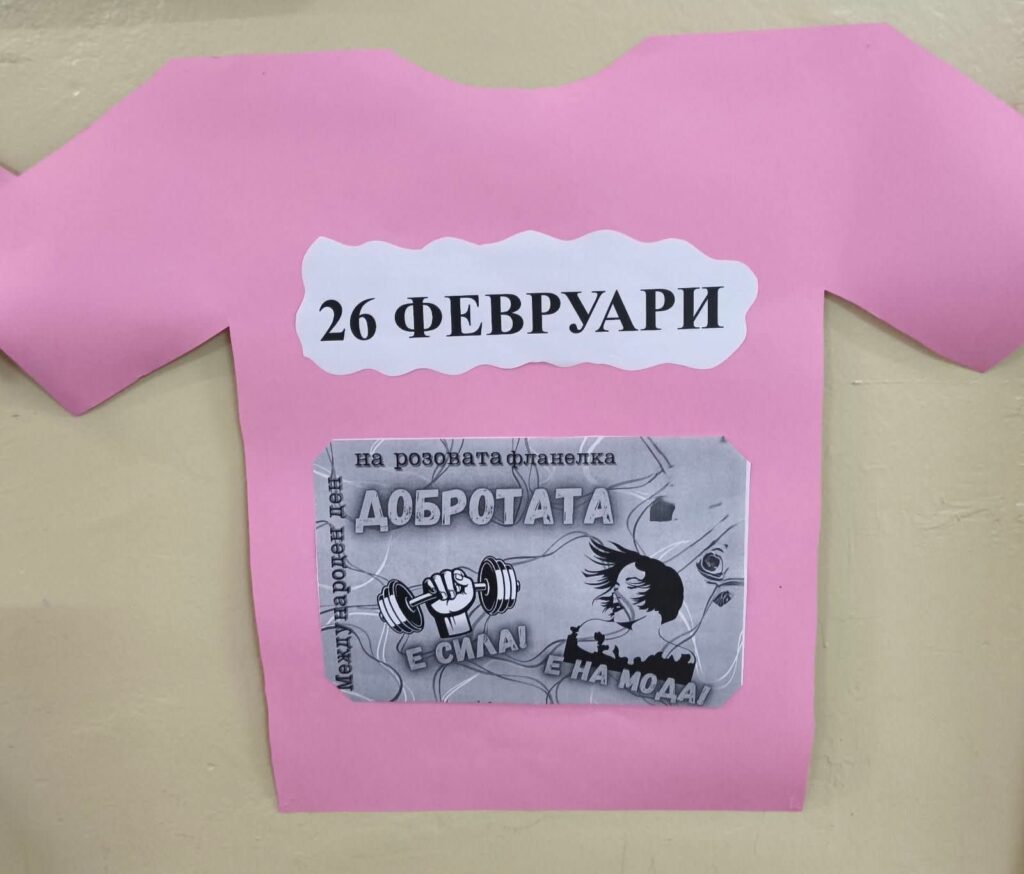 26 ФЕВРУАРИ
Международен ден
на розовата фланелка
ДОБРОТАТА
Е СИЛА!
Е НА МОДА!